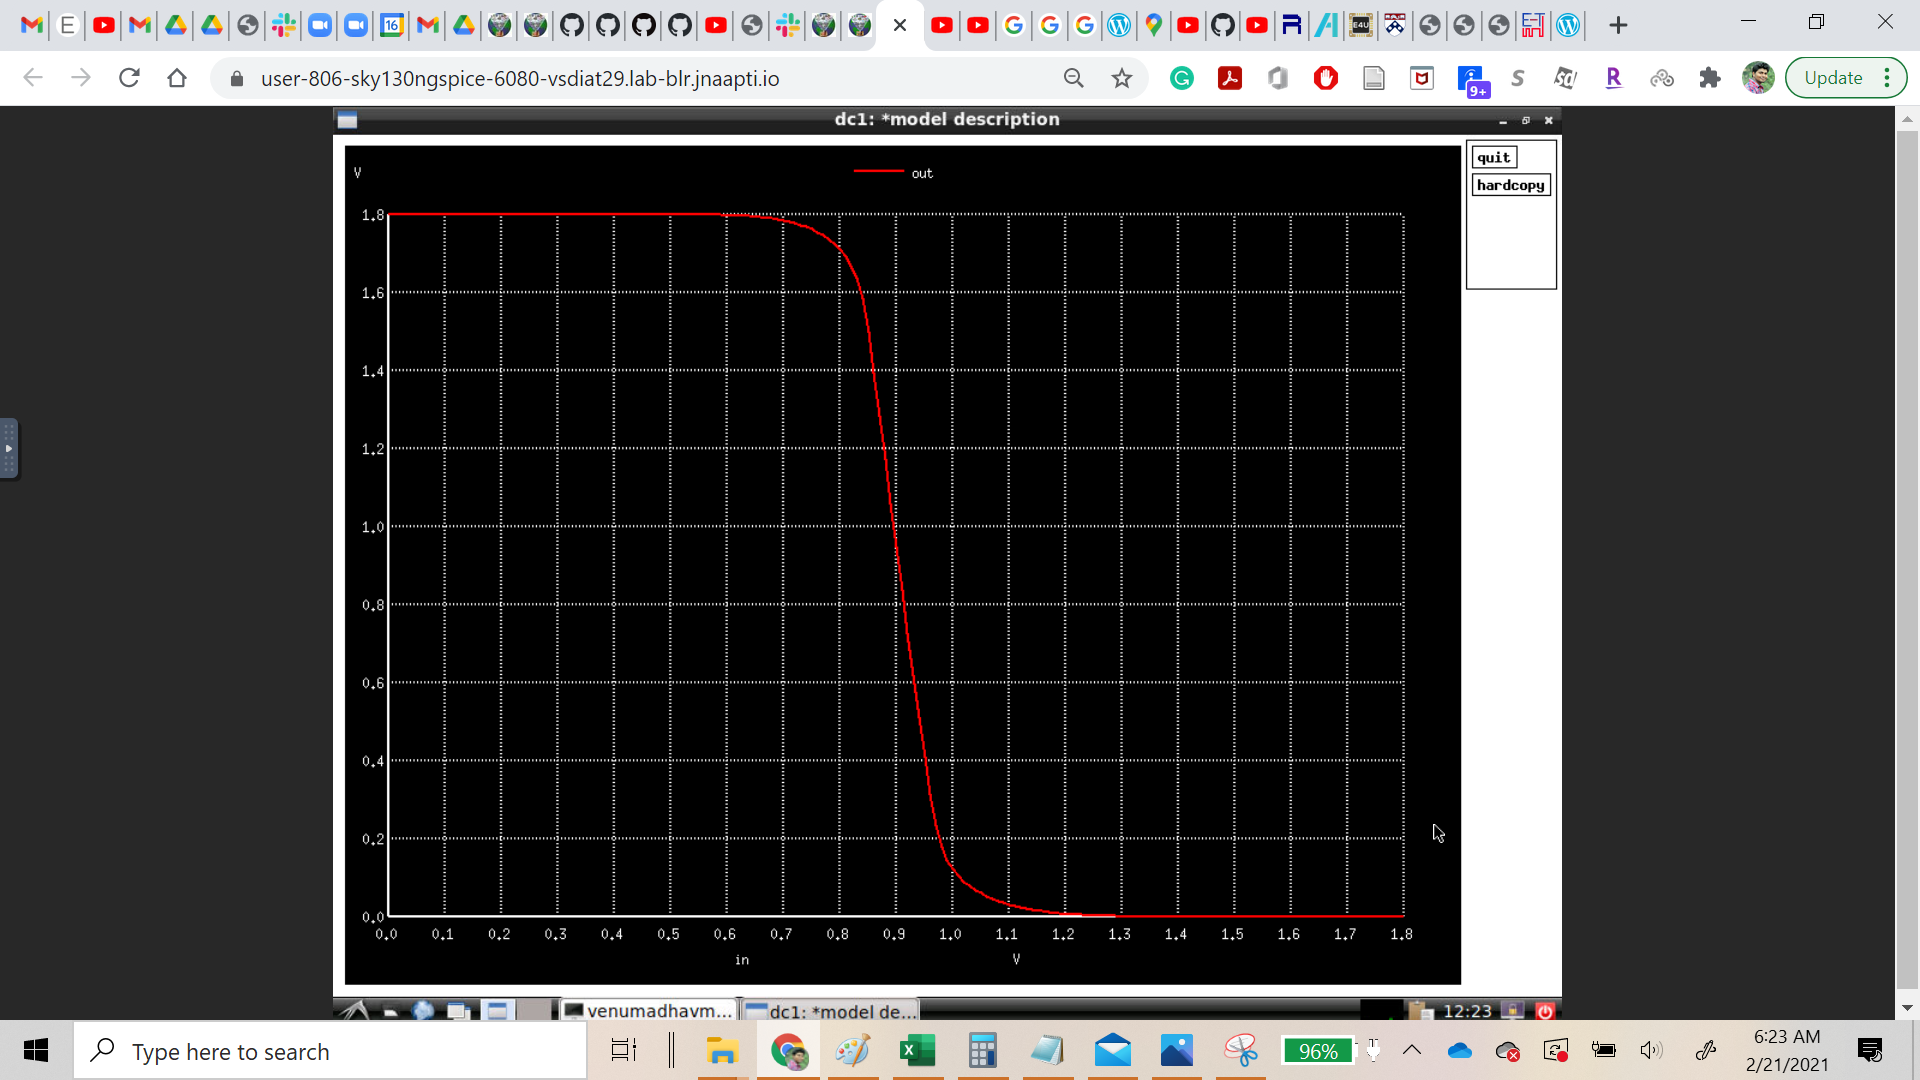 16
E4U
user-806-sky130ngspice-6080-vsdiat29.lab-blr.jnaapti.io
9+
Update
dc1: *model description
quit
hardcopy
V
out
1.8
1.6
1.4
1.2
1.0
0.8
0.6
0.4
0.2
0.0
0.0 0.1 0.2 0.3 0.4 0.5 0.6 0.7 0.8 0.9 1.0 1.1 1.2 1.3 1.4 1.5 1.6 1.7 1.8
in V
venumadhavm... dc1: *model de... 12:23
Type here to search
96%
6:23 AM
2/21/2021